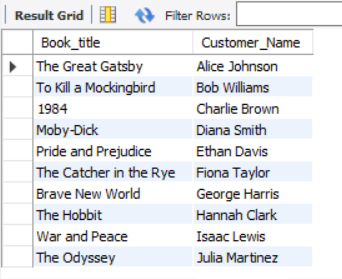 Result Grid Filter Rows:
Book_title Customer_Name
The Great Gatsby Alice Johnson
To Kill a Mockingbird Bob Williams
1984 Charlie Brown
Moby-Dick Diana Smith
Pride and Prejudice Ethan Davis
The Catcher in the Rye Fiona Taylor
Brave New World George Harris
The Hobbit Hannah Clark
War and Peace Isaac Lewis
The Odyssey Julia Martinez